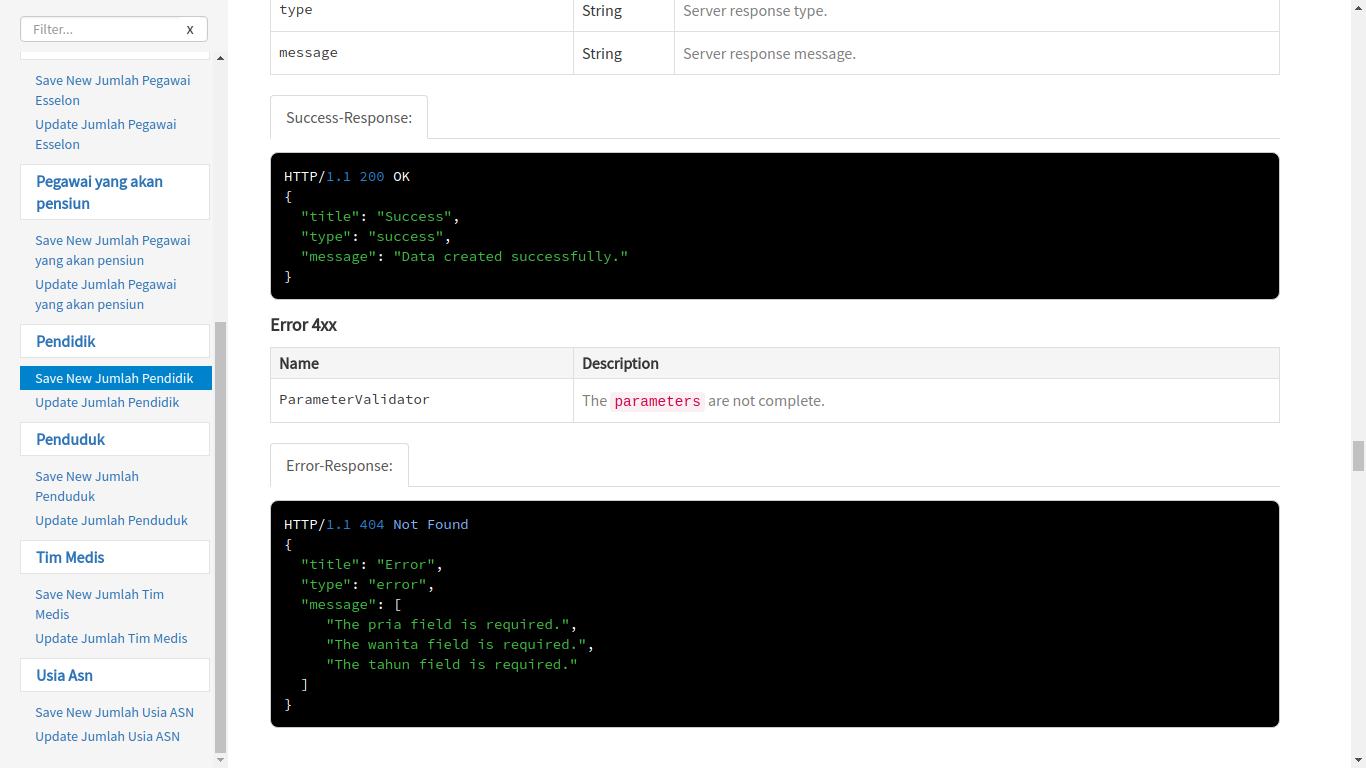 Filter...
x
Save New Jumlah Pegawai
Esselon
Update Jumlah Pegawai
Esselon
Pegawai yang akan
pensiun
Save New Jumlah Pegawai
yang akan pensiun
Update Jumlah Pegawai
yang akan pensiun
Pendidik
Save New Jumlah Pendidik
Update Jumlah Pendidik
Penduduk
Save New Jumlah
Penduduk
Update Jumlah Penduduk
Tim Medis
Save New Jumlah Tim
Medis
Update Jumlah Tim Medis
Usia Asn
Save New Jumlah Usia ASN
Update Jumlah Usia ASN
type String Server response type.
message String Server response message.
Success-Response:
HTTP/1.1 200 OK
{
  "title": "Success",
  "type": "success",
  "message": "Data created successfully."
}
Error 4xx
Name Description
ParameterValidator The parameters are not complete.
Error-Response:
HTTP/1.1 404 Not Found
{
  "title": "Error",
  "type": "error",
  "message": [
     "The pria field is required.",
     "The wanita field is required.",
     "The tahun field is required."
  ]
}